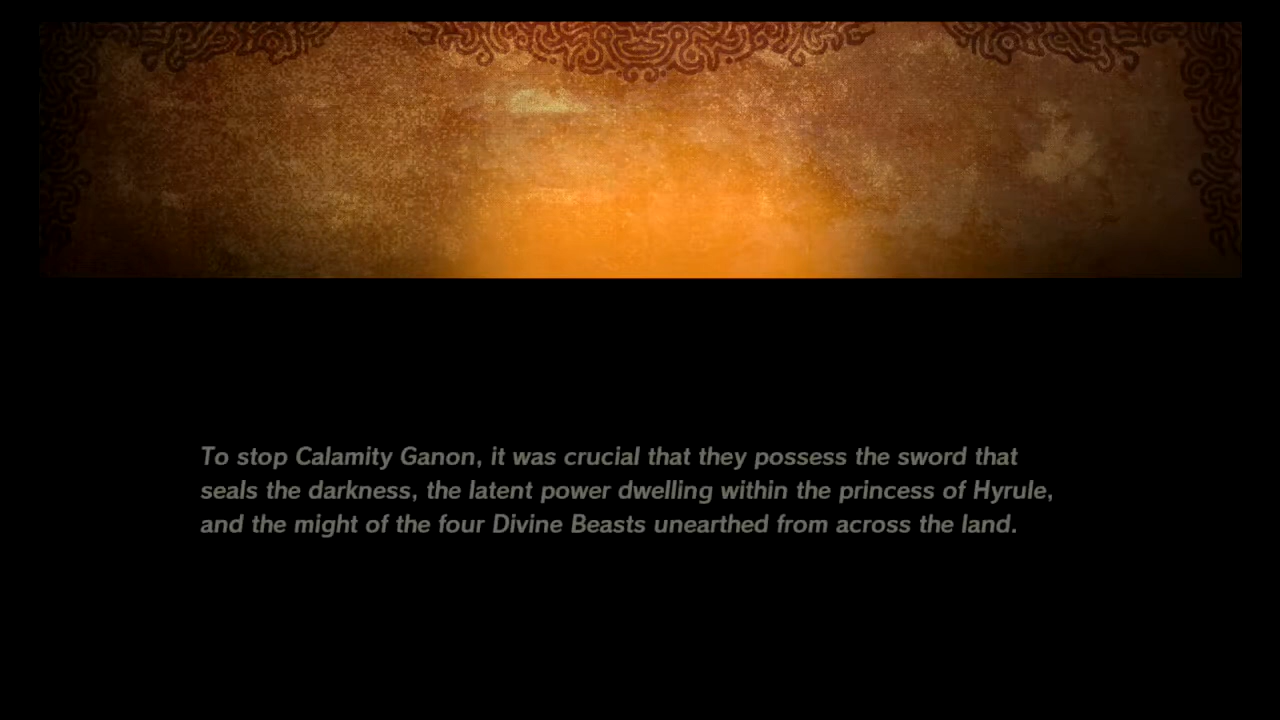 To stop Calamity Ganon, it was crucial that they possess the sword that
seals the darkness, the latent power dwelling within the princess of Hyrule,
and the might of the four Divine Beasts unearthed from across the land.